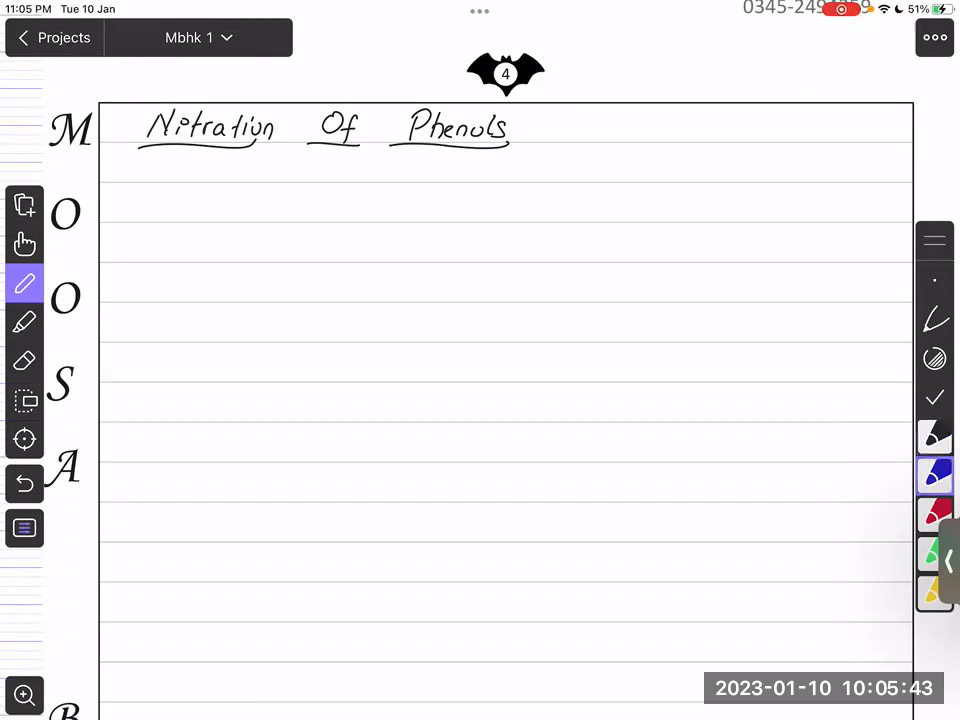 11:05 PM Tue 10 Jan
51%
Projects
Mbhk 1
4
Nitration Of Phenols
M
O
O
S
A
2023-01-10 10:05:43